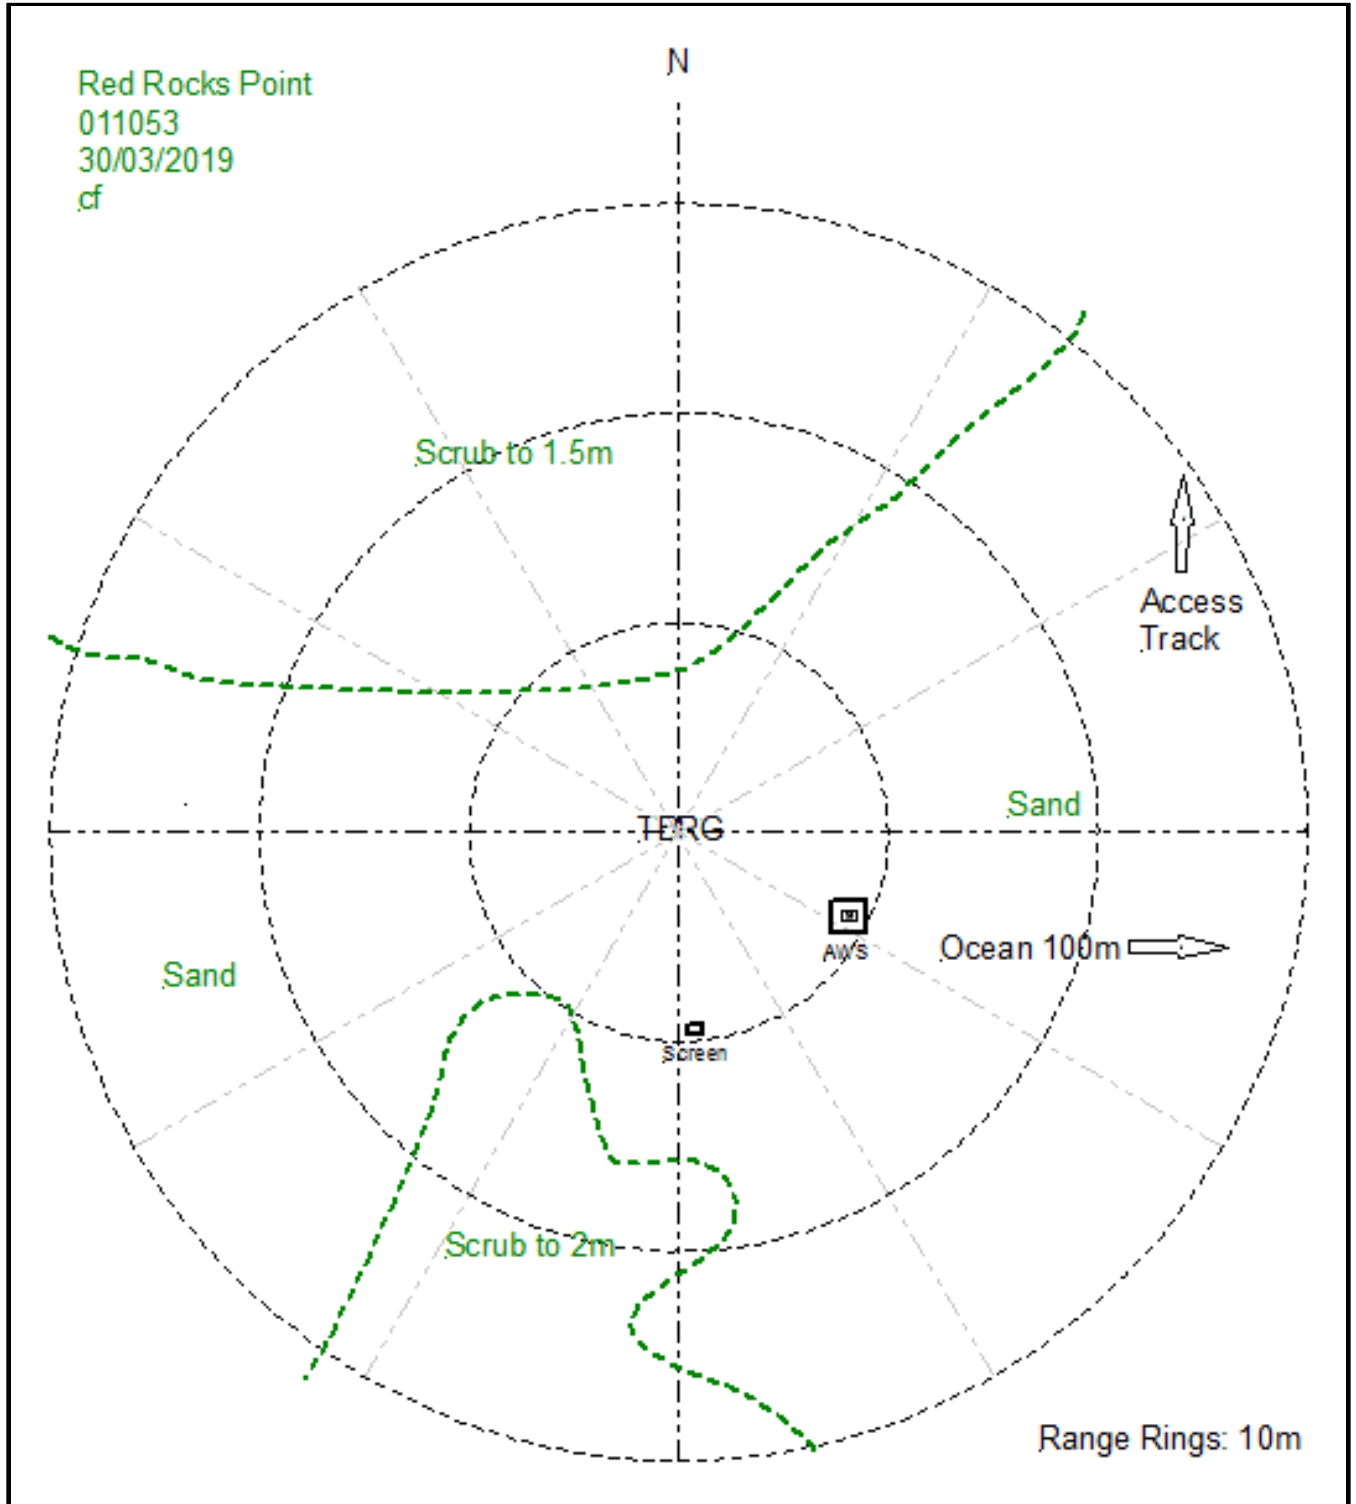 N
Red Rocks Point
011053
30/03/2019
cf
Scrub to 1.5m
Access
Track
Sand
TBRG
AWS
Ocean 100m
Sand
Screen
Scrub to 2m
Range Rings: 10m